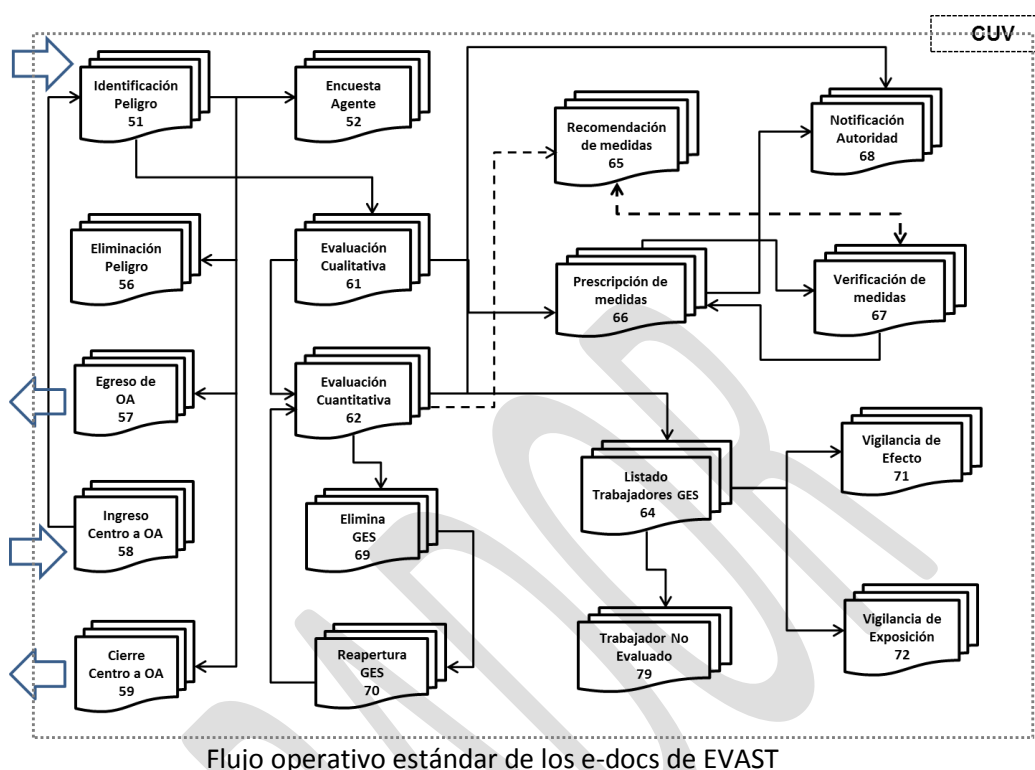 CUV
Identificación
Peligro
51
Encuesta
Agente
52
Recomendación
de medidas
65
Notificación
Autoridad
68
Eliminación
Peligro
56
Evaluación
Cualitativa
61
Prescripción de
medidas
66
Verificación de
medidas
67
Egreso de
OA
57
Evaluación
Cuantitativa
62
Vigilancia de
Efecto
71
Listado
Trabajadores GES
64
Ingreso
Centro a OA
58
Elimina
GES
69
Vigilancia de
Exposición
72
Cierre
Centro a OA
59
Reapertura
GES
70
Trabajador No
Evaluado
79
Flujo operativo estándar de los e-docs de EVAST